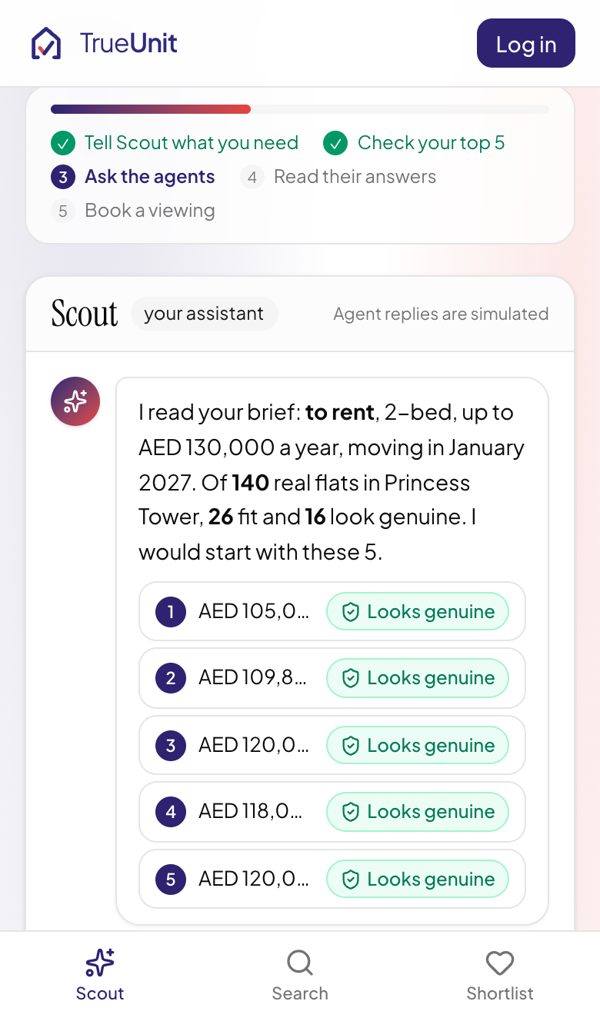 TrueUnit
Log in
Tell Scout what you need
Check your top 5
3 Ask the agents
4 Read their answers
5 Book a viewing
Scout
your assistant
Agent replies are simulated
I read your brief: to rent, 2-bed, up to
AED 130,000 a year, moving in January
2027. Of 140 real flats in Princess
Tower, 26 fit and 16 look genuine. I
would start with these 5.
1 AED 105,0... Looks genuine
2 AED 109,8... Looks genuine
3 AED 120,0... Looks genuine
4 AED 118,0... Looks genuine
5 AED 120,0... Looks genuine
Scout
Search
Shortlist